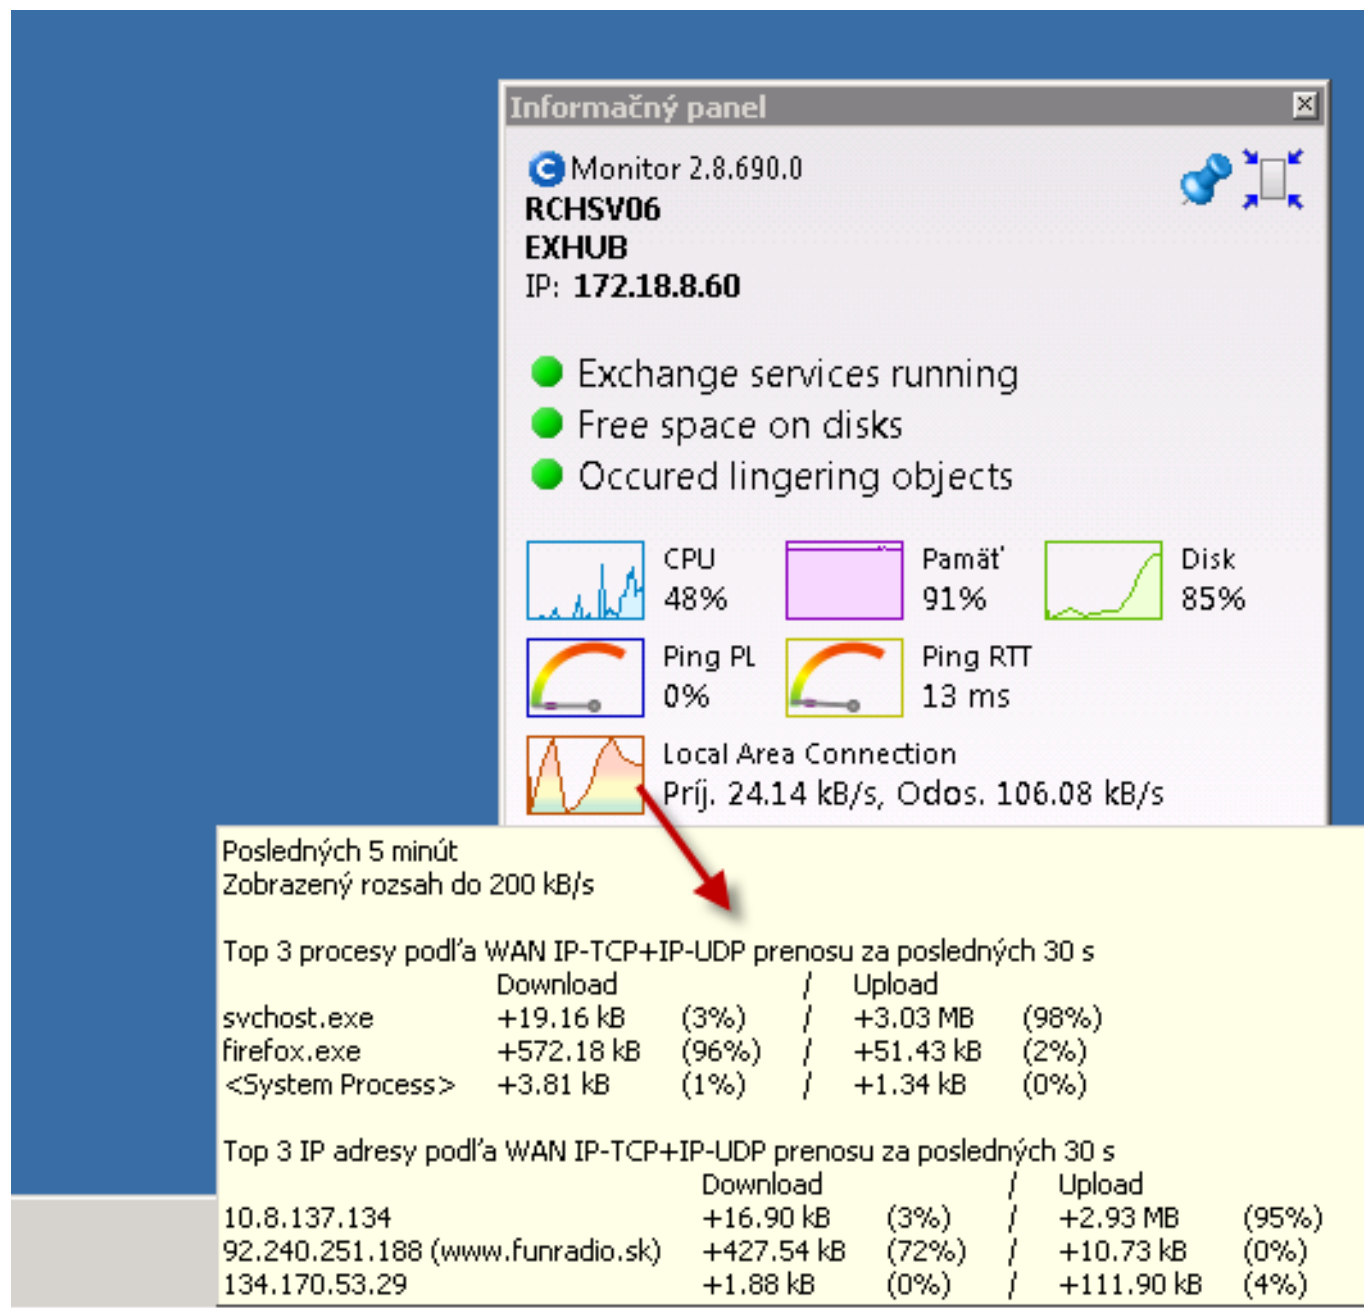 Informačný panel
C Monitor 2.8.690.0
RCHSV06
EXHUB
IP: 172.18.8.60
Exchange services running
Free space on disks
Occured lingering objects
CPU Pamäť Disk
48% 91% 85%
Ping PL Ping RTT
0% 13 ms
Local Area Connection
Príj. 24.14 kB/s, Odos. 106.08 kB/s
Posledných 5 minút
Zobrazený rozsah do 200 kB/s
Top 3 procesy podľa WAN IP-TCP+IP-UDP prenosu za posledných 30 s
Download / Upload
svchost.exe +19.16 kB (3%) / +3.03 MB (98%)
firefox.exe +572.18 kB (96%) / +51.43 kB (2%)
<System Process> +3.81 kB (1%) / +1.34 kB (0%)
Top 3 IP adresy podľa WAN IP-TCP+IP-UDP prenosu za posledných 30 s
Download / Upload
10.8.137.134 +16.90 kB (3%) / +2.93 MB (95%)
92.240.251.188 (www.funradio.sk) +427.54 kB (72%) / +10.73 kB (0%)
134.170.53.29 +1.88 kB (0%) / +111.90 kB (4%)